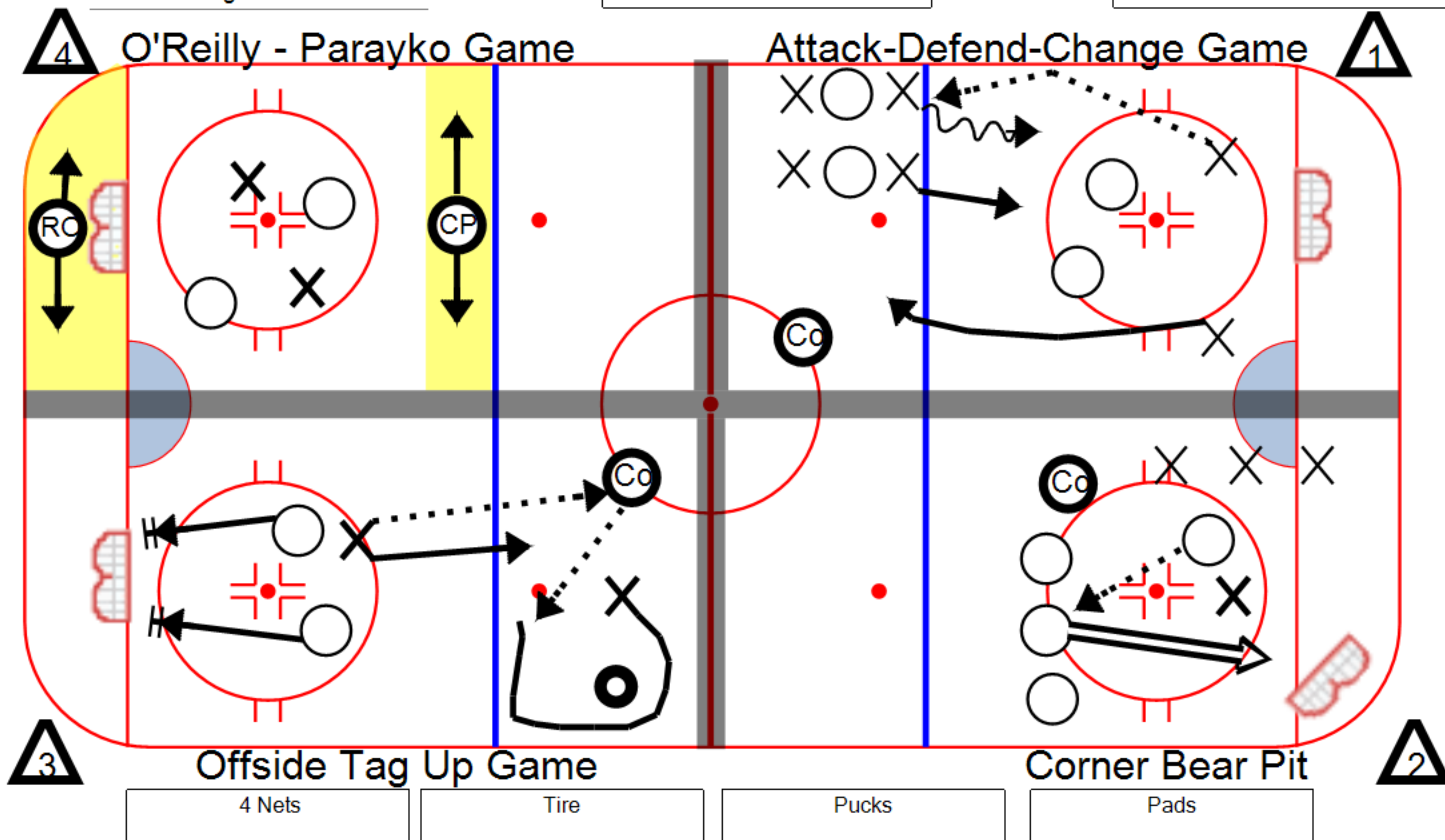 4
O'Reilly - Parayko Game
Attack-Defend-Change Game
1
X O X
X O X
X
X
RO
X
X
CP
Co
X
Co
X X X
Co
X
X
X
3
Offside Tag Up Game
Corner Bear Pit
2
4 Nets
Tire
Pucks
Pads